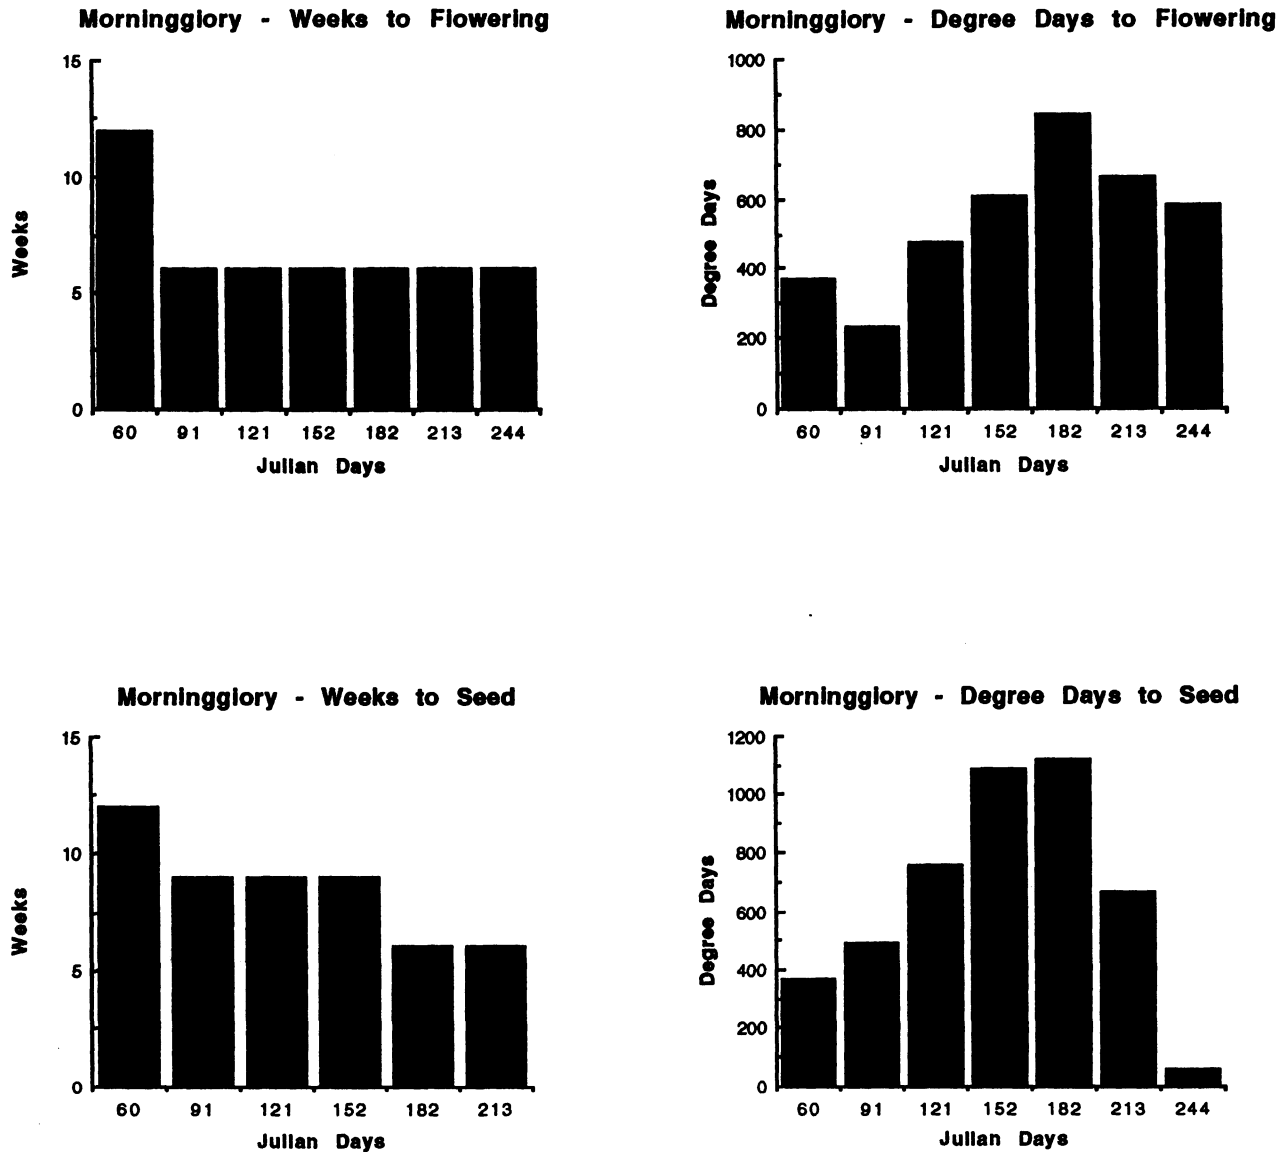 Morningglory - Weeks to Flowering
15
10
5
0
Weeks
60 91 121 152 182 213 244
Julian Days
Morningglory - Degree Days to Flowering
1000
800
600
400
200
0
Degree Days
60 91 121 152 182 213 244
Julian Days
Morningglory - Weeks to Seed
15
10
5
0
Weeks
60 91 121 152 182 213
Julian Days
Morningglory - Degree Days to Seed
1200
1000
800
600
400
200
0
Degree Days
60 91 121 152 182 213 244
Julian Days